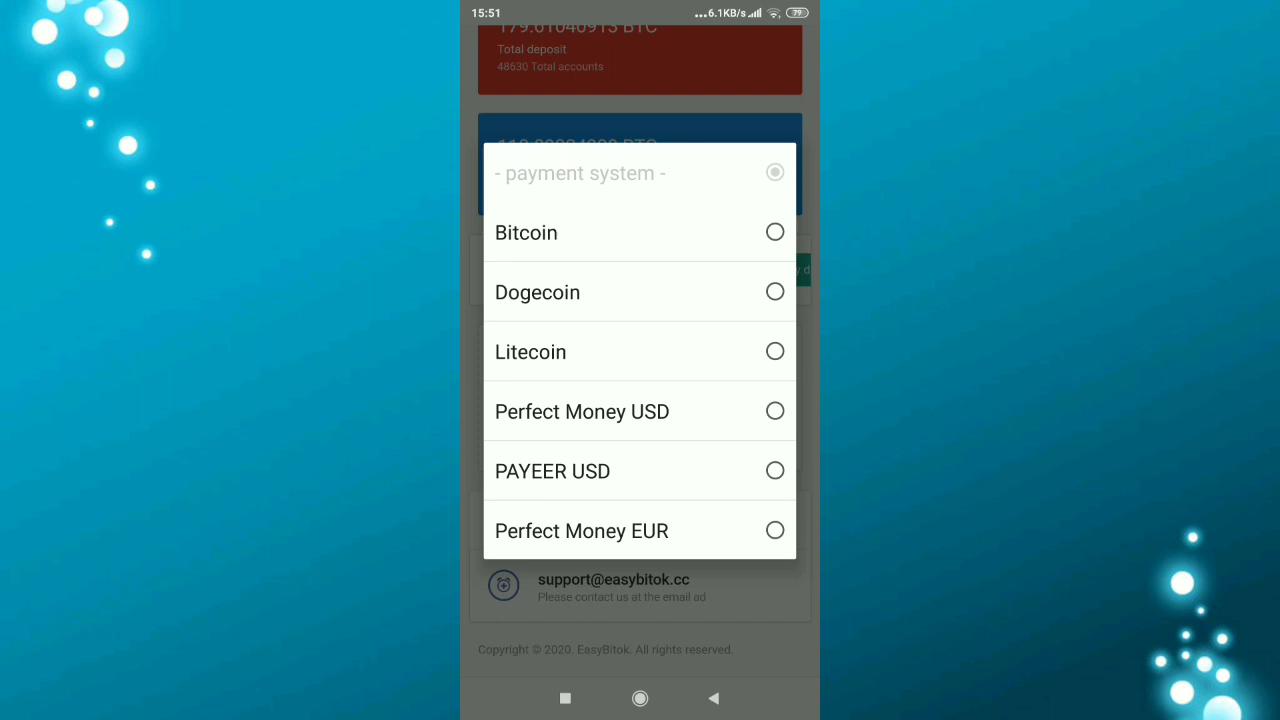 15:51 ...6.1KB/s 79
Total deposit
48630 Total accounts
- payment system -
Bitcoin
Dogecoin
Litecoin
Perfect Money USD
PAYEER USD
Perfect Money EUR
support@easybitok.cc
Please contact us at the email ad
Copyright © 2020. EasyBitok. All rights reserved.